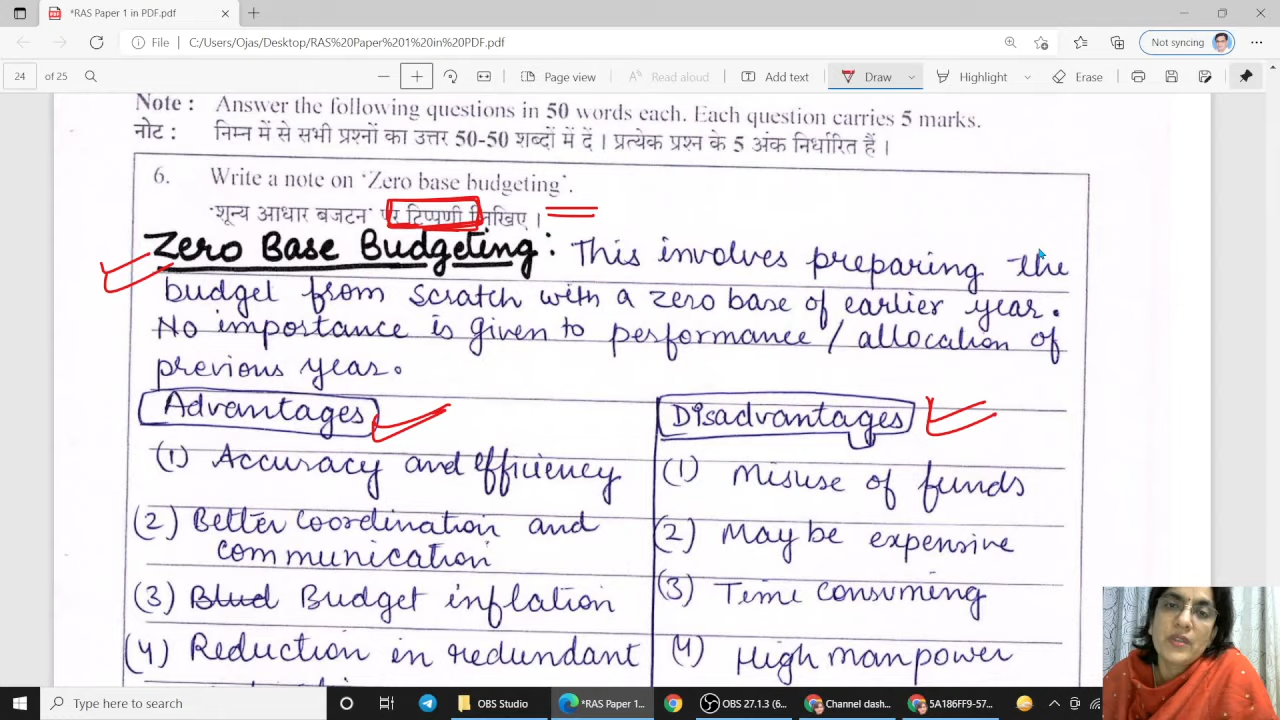 *RAS Paper 1 in PDF.pdf
File
C:/Users/Ojas/Desktop/RAS%20Paper%201%20in%20PDF.pdf
Not syncing
24 of 25
Page view
Read aloud
Add text
Draw
Highlight
Erase
Note : Answer the following questions in 50 words each. Each question carries 5 marks.
नोट : निम्न में से सभी प्रश्नों का उत्तर 50-50 शब्दों में दें । प्रत्येक प्रश्न के 5 अंक निर्धारित हैं ।
6. Write a note on 'Zero base budgeting'.
'शून्य आधार बजटन' पर टिप्पणी लिखिए ।
Zero Base Budgeting: This involves preparing the
budget from scratch with a zero base of earlier year.
No importance is given to performance / allocation of
previous year.
Advantages
(1) Accuracy and efficiency
(2) Better coordination and
communication
(3) Budget inflation
(4) Reduction in redundant
Disadvantages
(1) Misuse of funds
(2) May be expensive
(3) Time consuming
(4) High manpower
Type here to search
OBS Studio
*RAS Paper 1...
OBS 27.1.3 (6...
Channel dash...
5A186FF9-57...